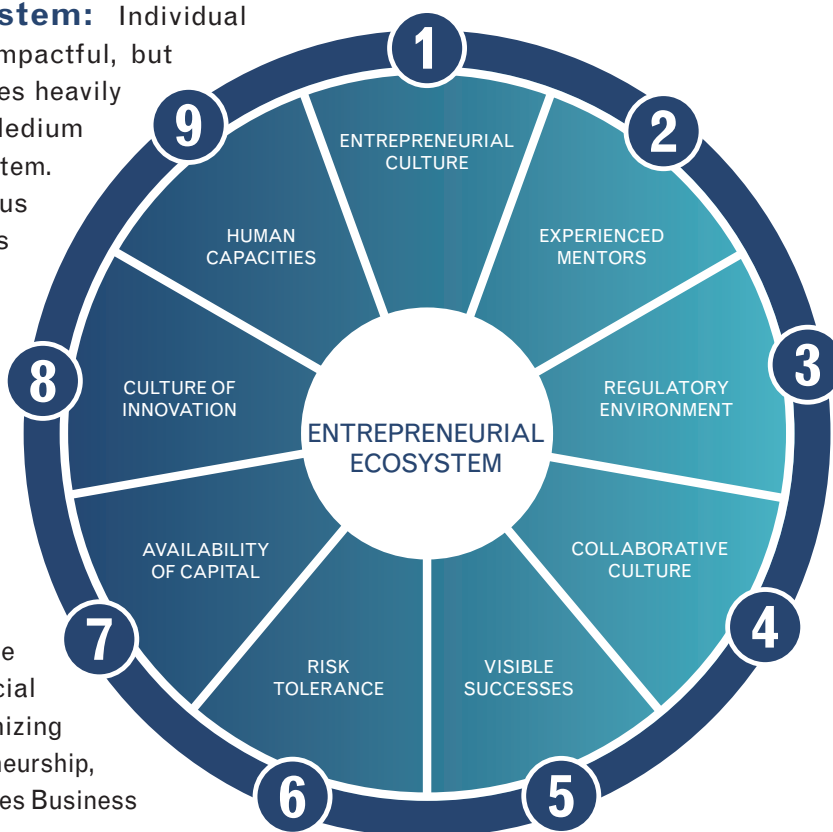 stem: Individual
mpactful, but
es heavily
edium
tem.
us
s
e
cial
nizing
neurship,
es Business
1
ENTREPRENEURIAL
CULTURE
2
EXPERIENCED
MENTORS
3
REGULATORY
ENVIRONMENT
4
COLLABORATIVE
CULTURE
5
VISIBLE
SUCCESSES
6
RISK
TOLERANCE
7
AVAILABILITY
OF CAPITAL
8
CULTURE OF
INNOVATION
9
HUMAN
CAPACITIES
ENTREPRENEURIAL
ECOSYSTEM